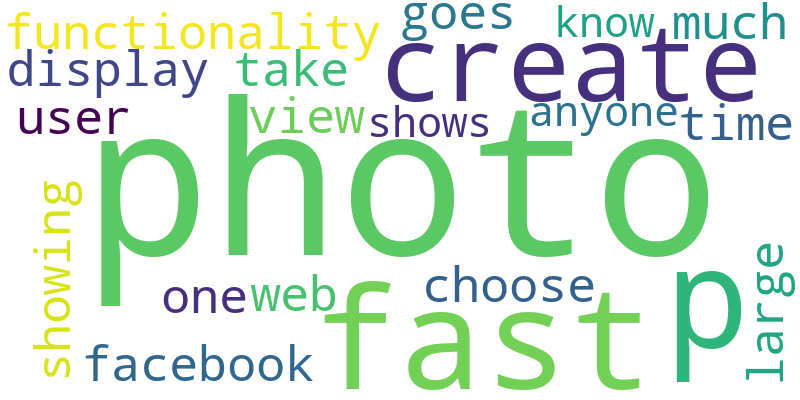 functionality
goes
know
much
display
take
create
user
view
shows
anyone
time
photo
showing
one
web
choose
p
large
facebook
fast